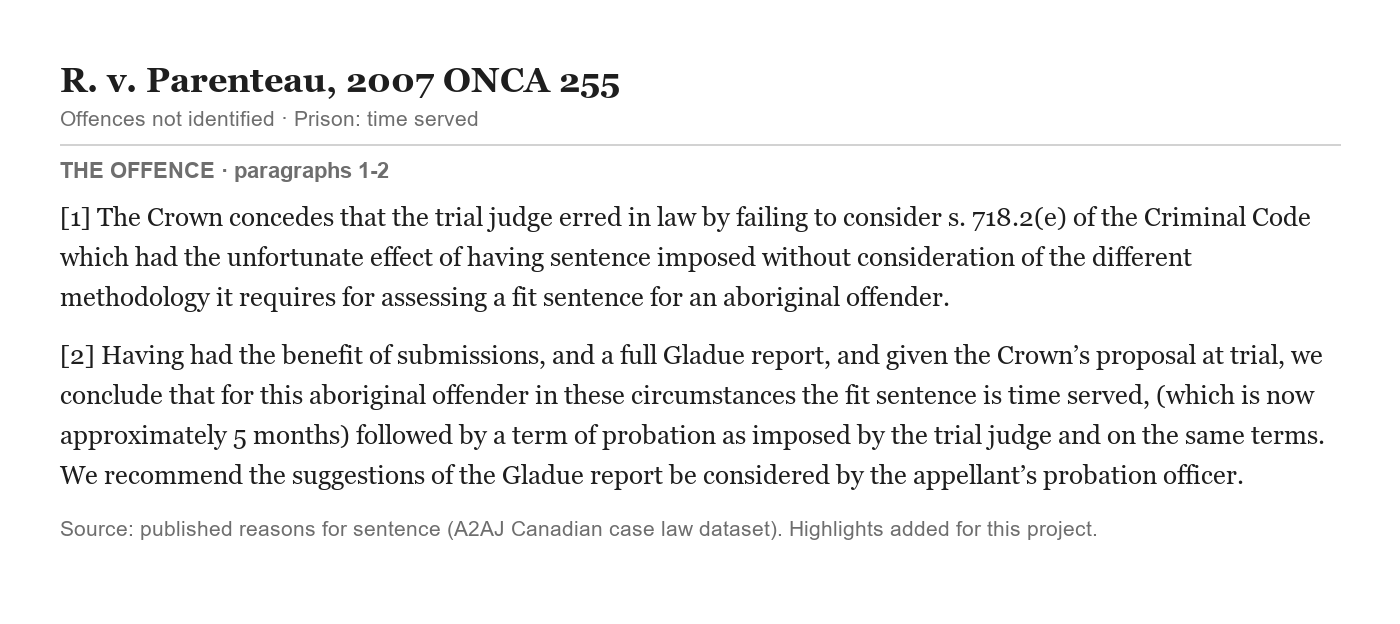 R. v. Parenteau, 2007 ONCA 255
Offences not identified · Prison: time served
THE OFFENCE · paragraphs 1-2
[1] The Crown concedes that the trial judge erred in law by failing to consider s. 718.2(e) of the Criminal Code
which had the unfortunate effect of having sentence imposed without consideration of the different
methodology it requires for assessing a fit sentence for an aboriginal offender.
[2] Having had the benefit of submissions, and a full Gladue report, and given the Crown’s proposal at trial, we
conclude that for this aboriginal offender in these circumstances the fit sentence is time served, (which is now
approximately 5 months) followed by a term of probation as imposed by the trial judge and on the same terms.
We recommend the suggestions of the Gladue report be considered by the appellant’s probation officer.
Source: published reasons for sentence (A2AJ Canadian case law dataset). Highlights added for this project.